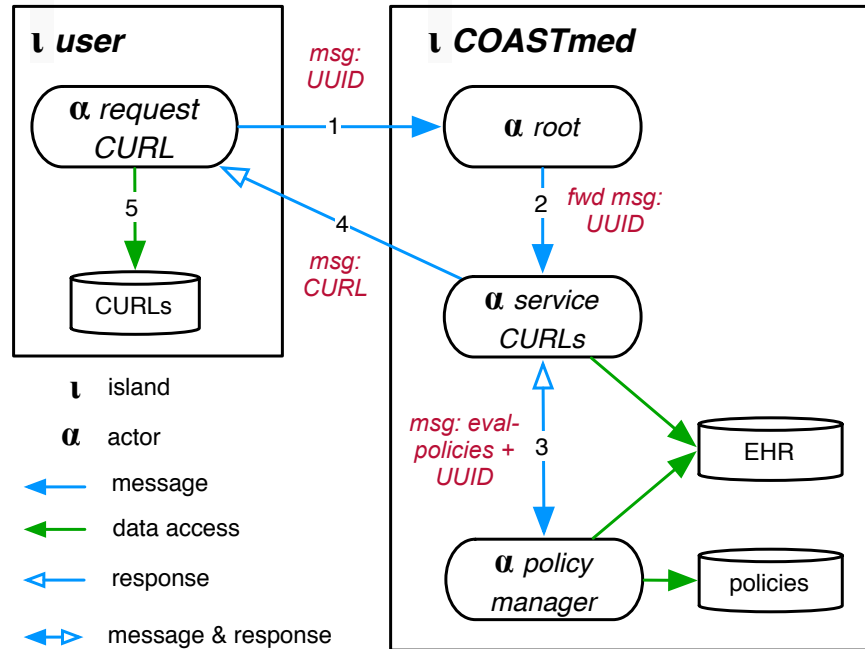 ι user
ι COASTmed
msg:
UUID
α request
CURL
1
α root
5
4
2
fwd msg:
UUID
msg:
CURL
CURLs
α service
CURLs
ι island
α actor
msg: eval-
policies +
UUID
3
EHR
message
data access
response
message & response
α policy
manager
policies